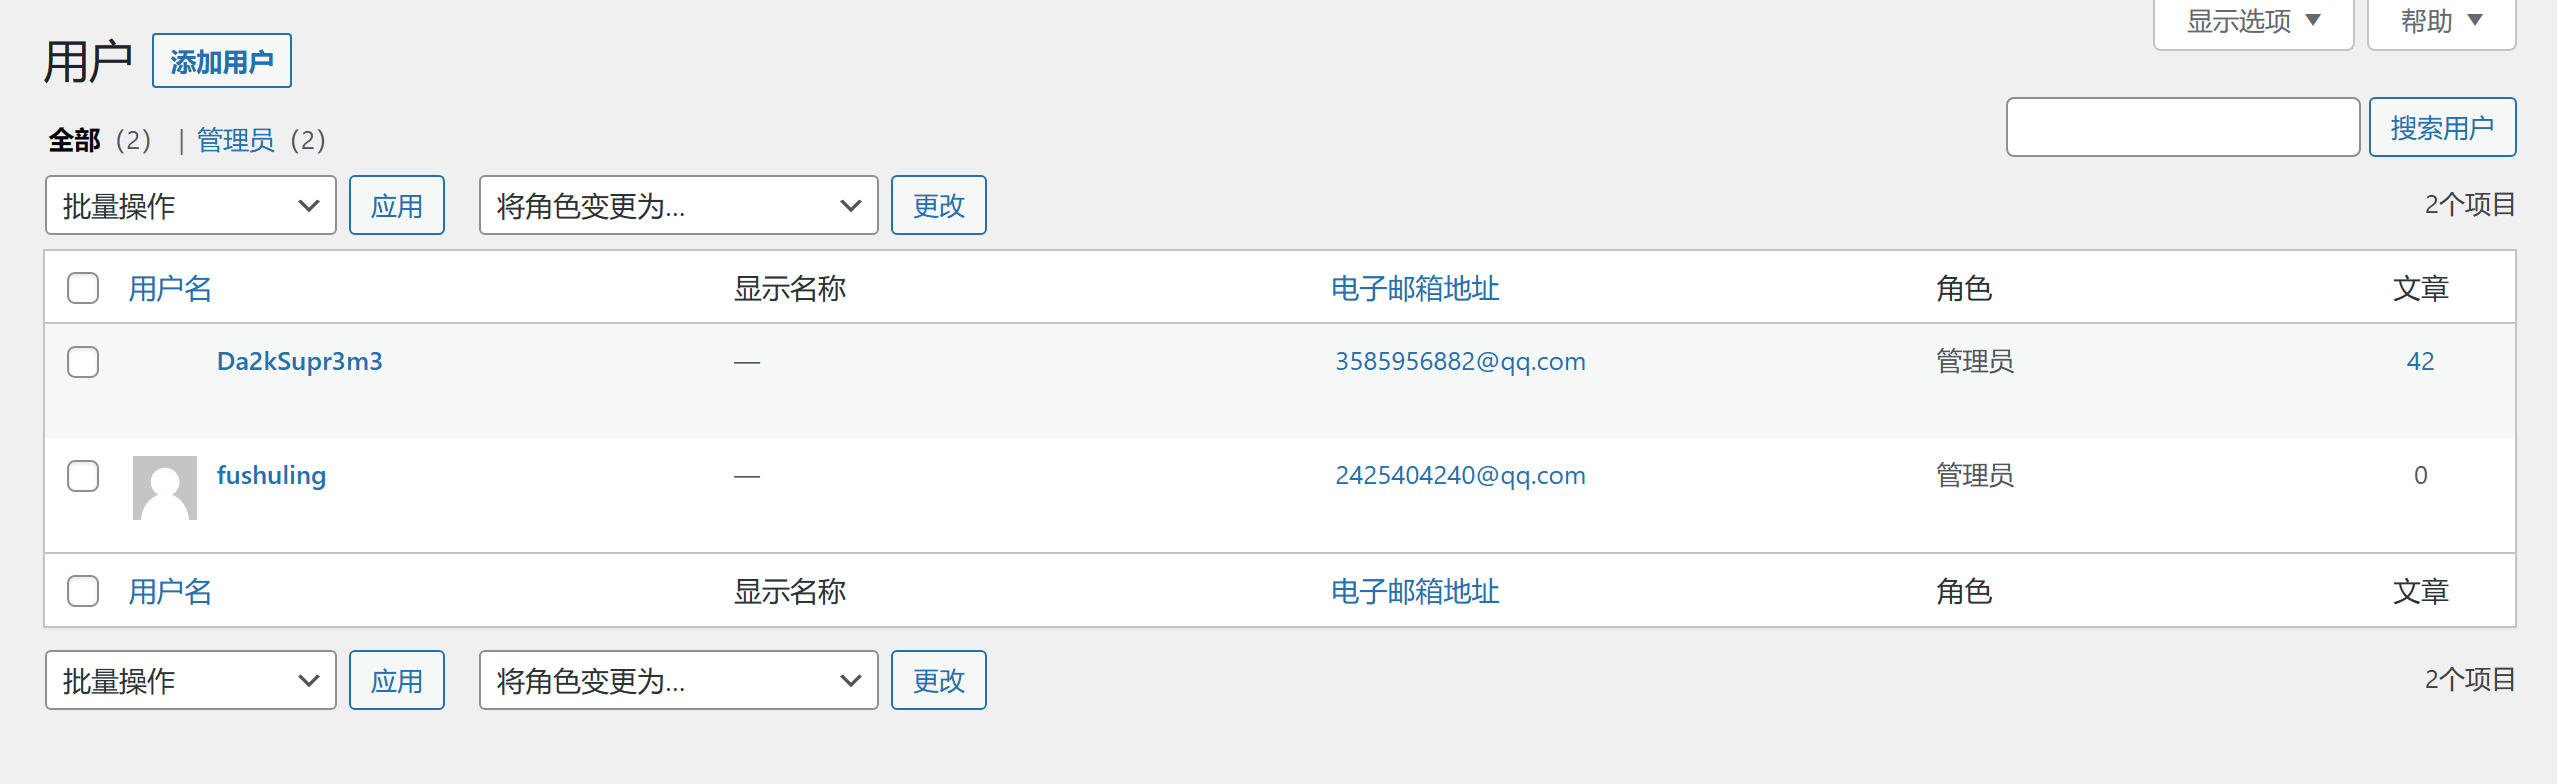 显示选项 帮助
用户 添加用户
搜索用户
全部（2） | 管理员（2）
批量操作 应用 将角色变更为... 更改 2个项目
用户名 显示名称 电子邮箱地址 角色 文章
Da2kSupr3m3 — 3585956882@qq.com 管理员 42
fushuling — 2425404240@qq.com 管理员 0
用户名 显示名称 电子邮箱地址 角色 文章
批量操作 应用 将角色变更为... 更改 2个项目